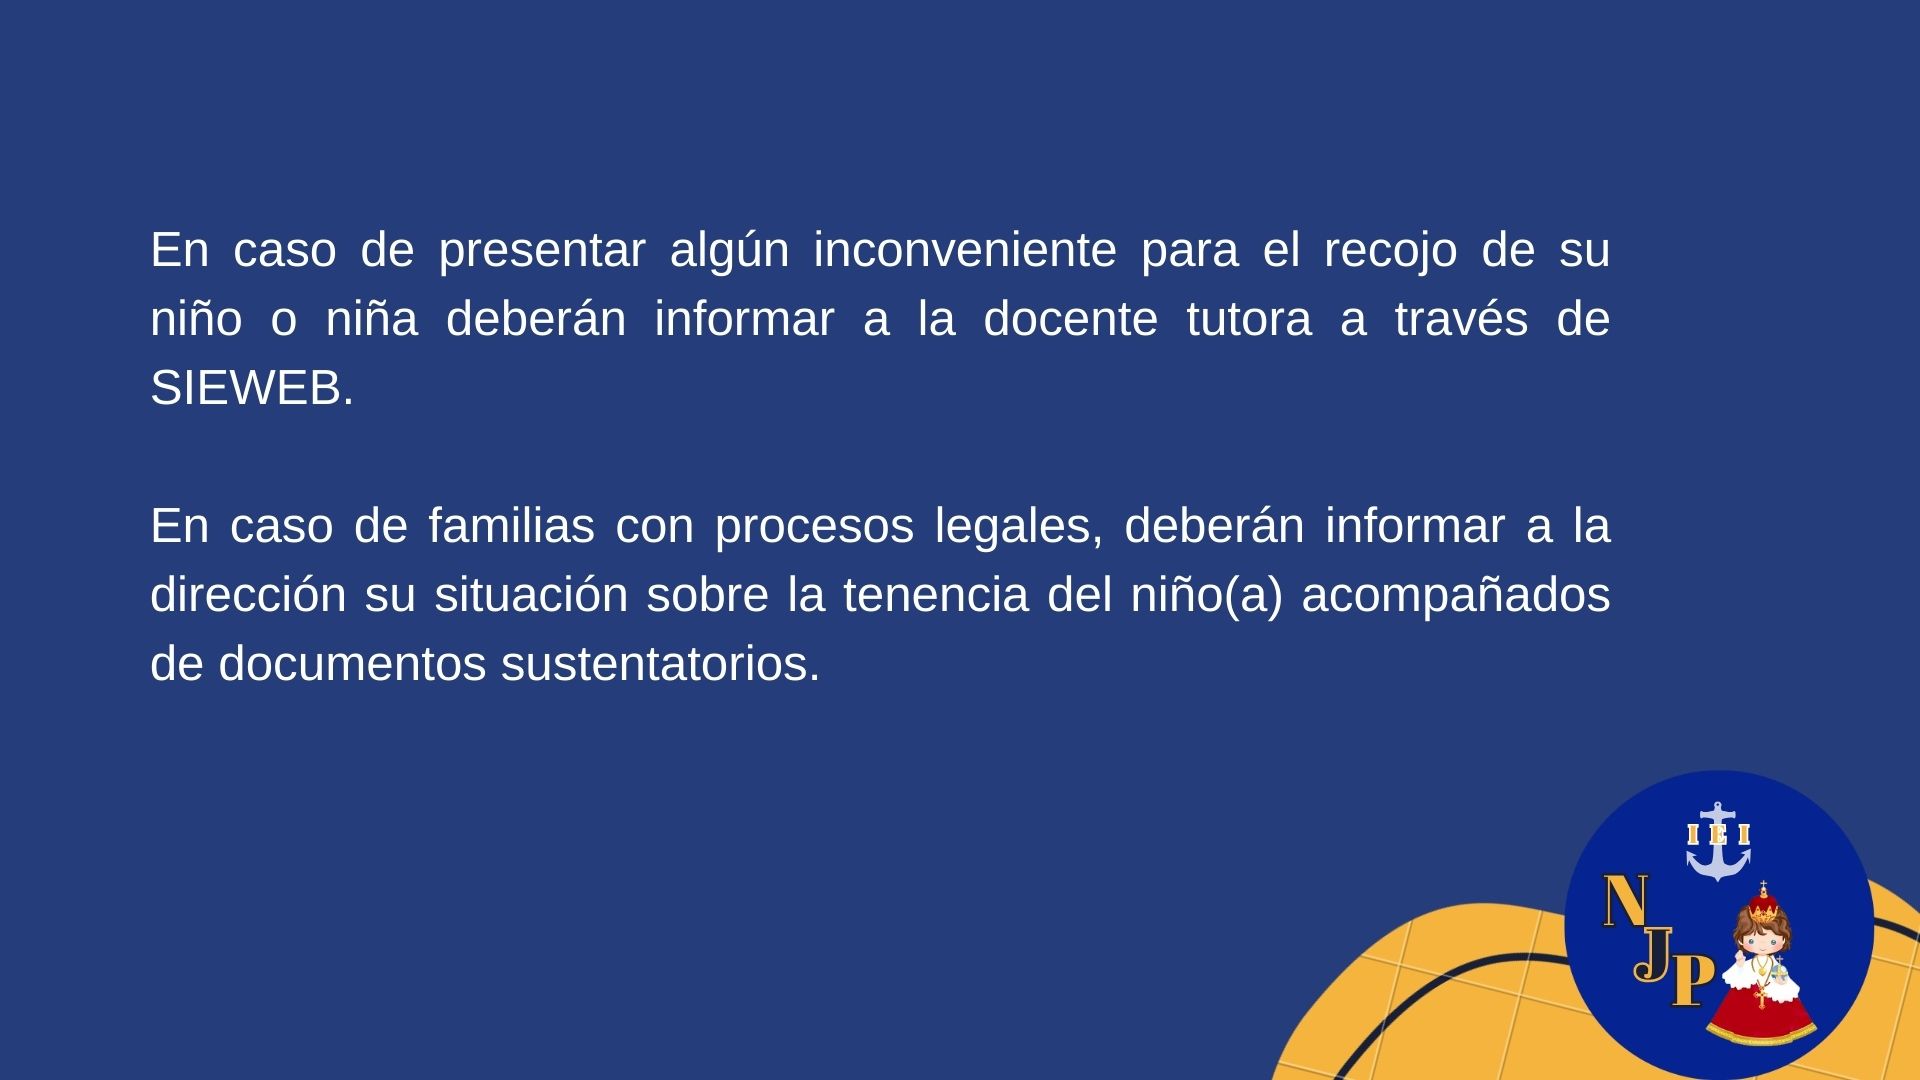 En caso de presentar algún inconveniente para el recojo de su
niño o niña deberán informar a la docente tutora a través de
SIEWEB.
En caso de familias con procesos legales, deberán informar a la
dirección su situación sobre la tenencia del niño(a) acompañados
de documentos sustentatorios.
I E I
N
J
P